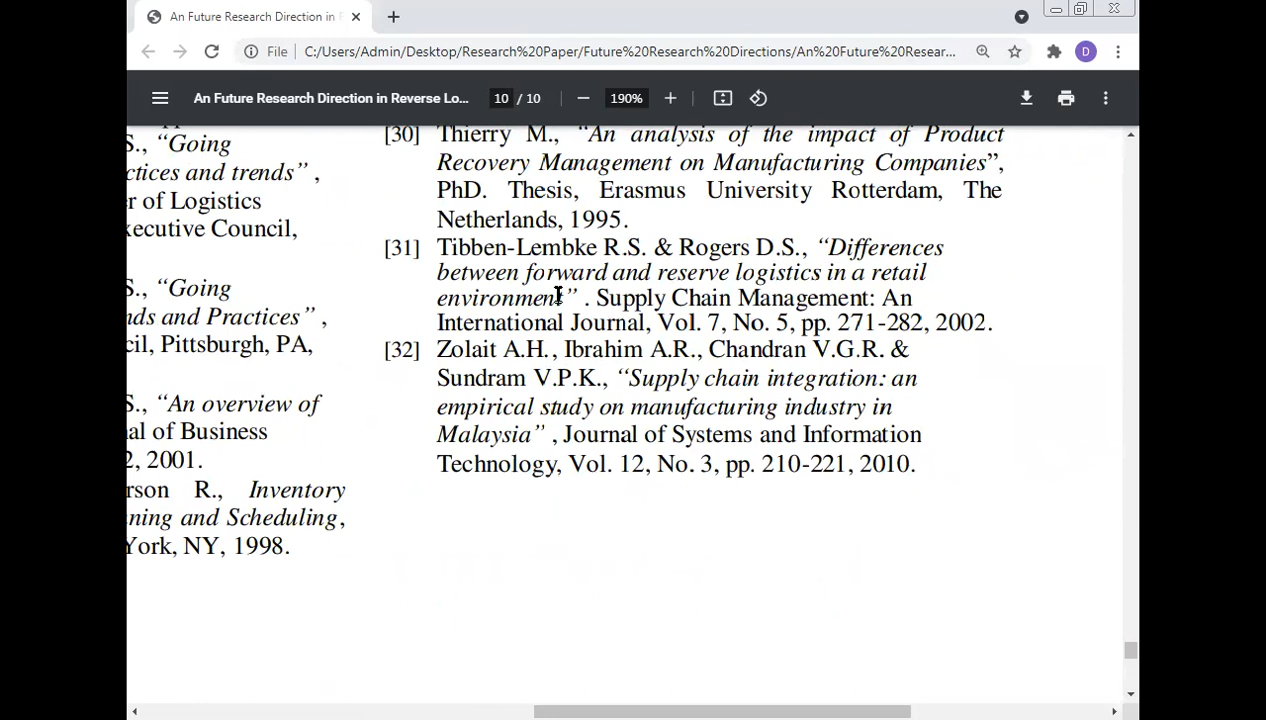 An Future Research Direction in
File C:/Users/Admin/Desktop/Research%20Paper/Future%20Research%20Directions/An%20Future%20Resear...
An Future Research Direction in Reverse Lo... 10 / 10 190%
S., “Going
ctices and trends” ,
r of Logistics
xecutive Council,
S., “Going
nds and Practices” ,
cil, Pittsburgh, PA,
S., “An overview of
nal of Business
2, 2001.
rson R., Inventory
nning and Scheduling,
York, NY, 1998.
[30] Thierry M., “An analysis of the impact of Product
Recovery Management on Manufacturing Companies”,
PhD. Thesis, Erasmus University Rotterdam, The
Netherlands, 1995.
[31] Tibben-Lembke R.S. & Rogers D.S., “Differences
between forward and reserve logistics in a retail
environment” . Supply Chain Management: An
International Journal, Vol. 7, No. 5, pp. 271-282, 2002.
[32] Zolait A.H., Ibrahim A.R., Chandran V.G.R. &
Sundram V.P.K., “Supply chain integration: an
empirical study on manufacturing industry in
Malaysia” , Journal of Systems and Information
Technology, Vol. 12, No. 3, pp. 210-221, 2010.
D